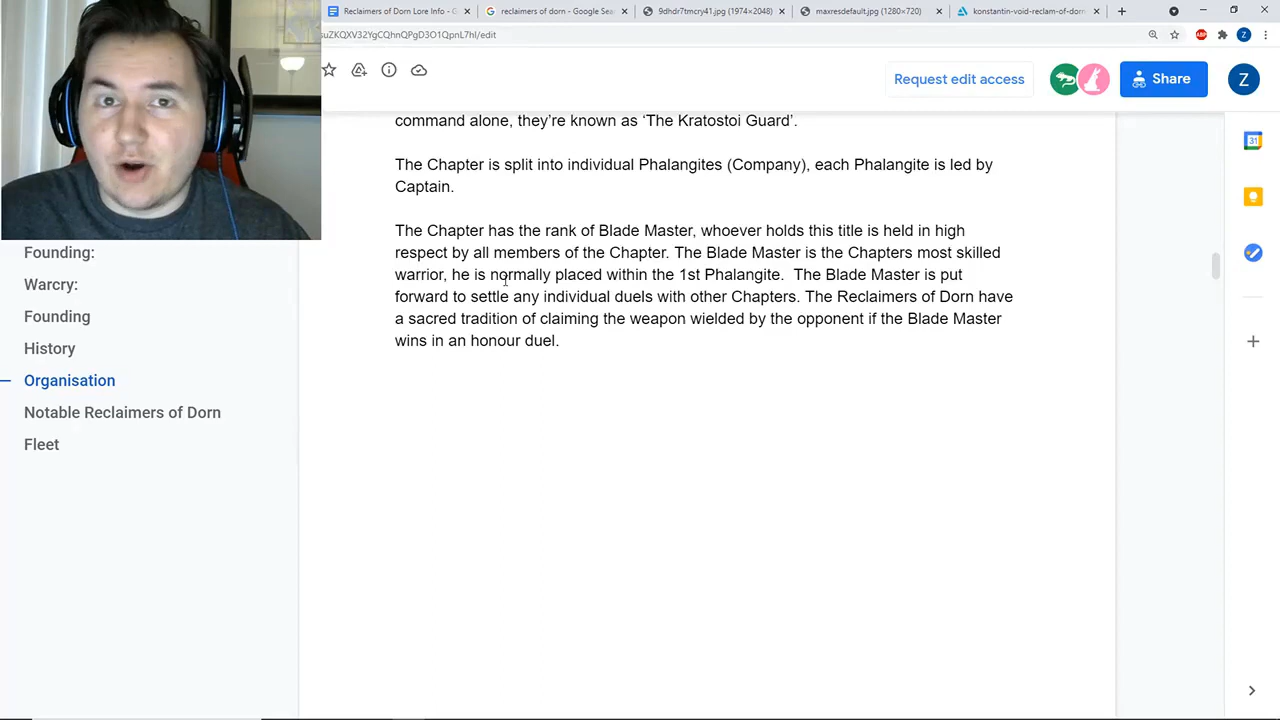 Reclaimers of Dorn Lore Info - G
reclaimers of dorn - Google Sea
9dhdr7tmcry41.jpg (1974×2048)
maxresdefault.jpg (1280×720)
konstantin-void-reclam-of-dorn-
suZKQXV32YgCQhnQPgD3O1QpnL7hI/edit
ABP
Z
Request edit access
Share
Z
command alone, they're known as 'The Kratostoi Guard'.
The Chapter is split into individual Phalangites (Company), each Phalangite is led by
Captain.
The Chapter has the rank of Blade Master, whoever holds this title is held in high
respect by all members of the Chapter. The Blade Master is the Chapters most skilled
warrior, he is normally placed within the 1st Phalangite.  The Blade Master is put
forward to settle any individual duels with other Chapters. The Reclaimers of Dorn have
a sacred tradition of claiming the weapon wielded by the opponent if the Blade Master
wins in an honour duel.
Founding:
Warcry:
Founding
History
Organisation
Notable Reclaimers of Dorn
Fleet
31